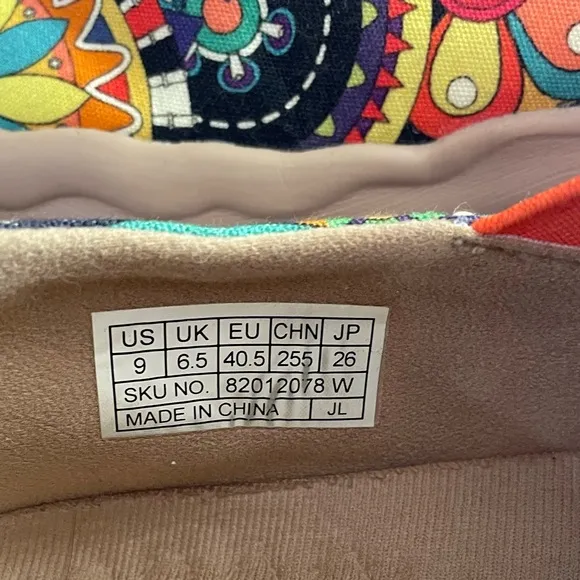 US UK EU CHN JP
9 6.5 40.5 255 26
SKU NO. 82012078 W
MADE IN CHINA JL